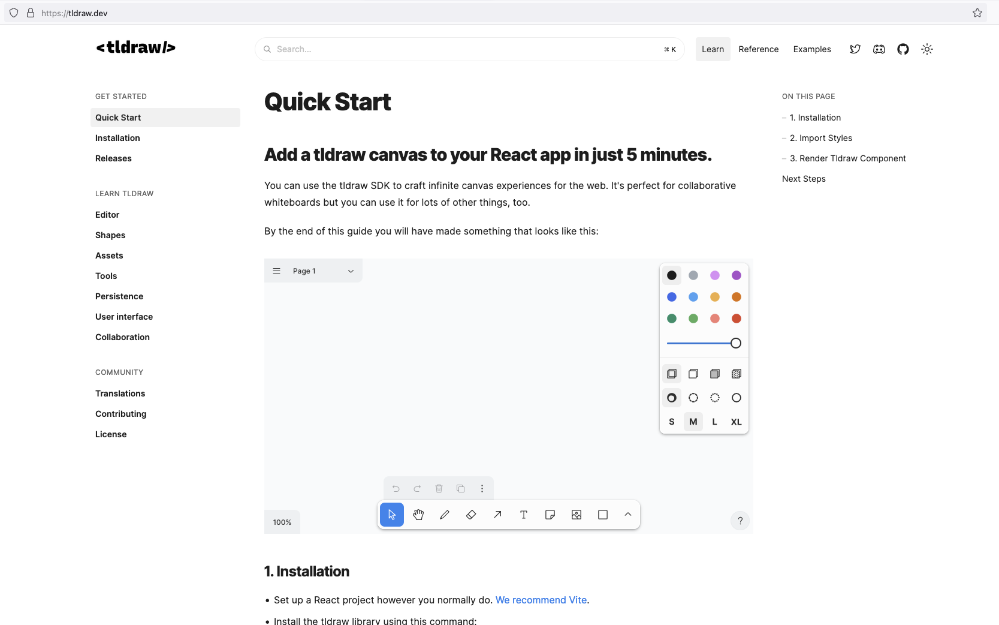 https://tldraw.dev
<tldraw/>
Search...
⌘ K
Learn
Reference
Examples
GET STARTED
Quick Start
Installation
Releases
LEARN TLDRAW
Editor
Shapes
Assets
Tools
Persistence
User interface
Collaboration
COMMUNITY
Translations
Contributing
License
Quick Start
Add a tldraw canvas to your React app in just 5 minutes.
You can use the tldraw SDK to craft infinite canvas experiences for the web. It's perfect for collaborative
whiteboards but you can use it for lots of other things, too.
By the end of this guide you will have made something that looks like this:
Page 1
S M L XL
100%
T
?
1. Installation
• Set up a React project however you normally do. We recommend Vite.
• Install the tldraw library using this command:
ON THIS PAGE
– 1. Installation
– 2. Import Styles
– 3. Render Tldraw Component
Next Steps